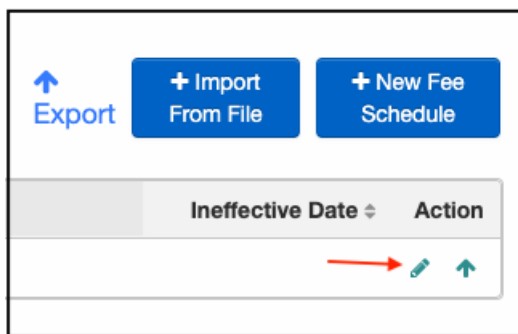 Export
+ Import
From File
+ New Fee
Schedule
Ineffective Date Action